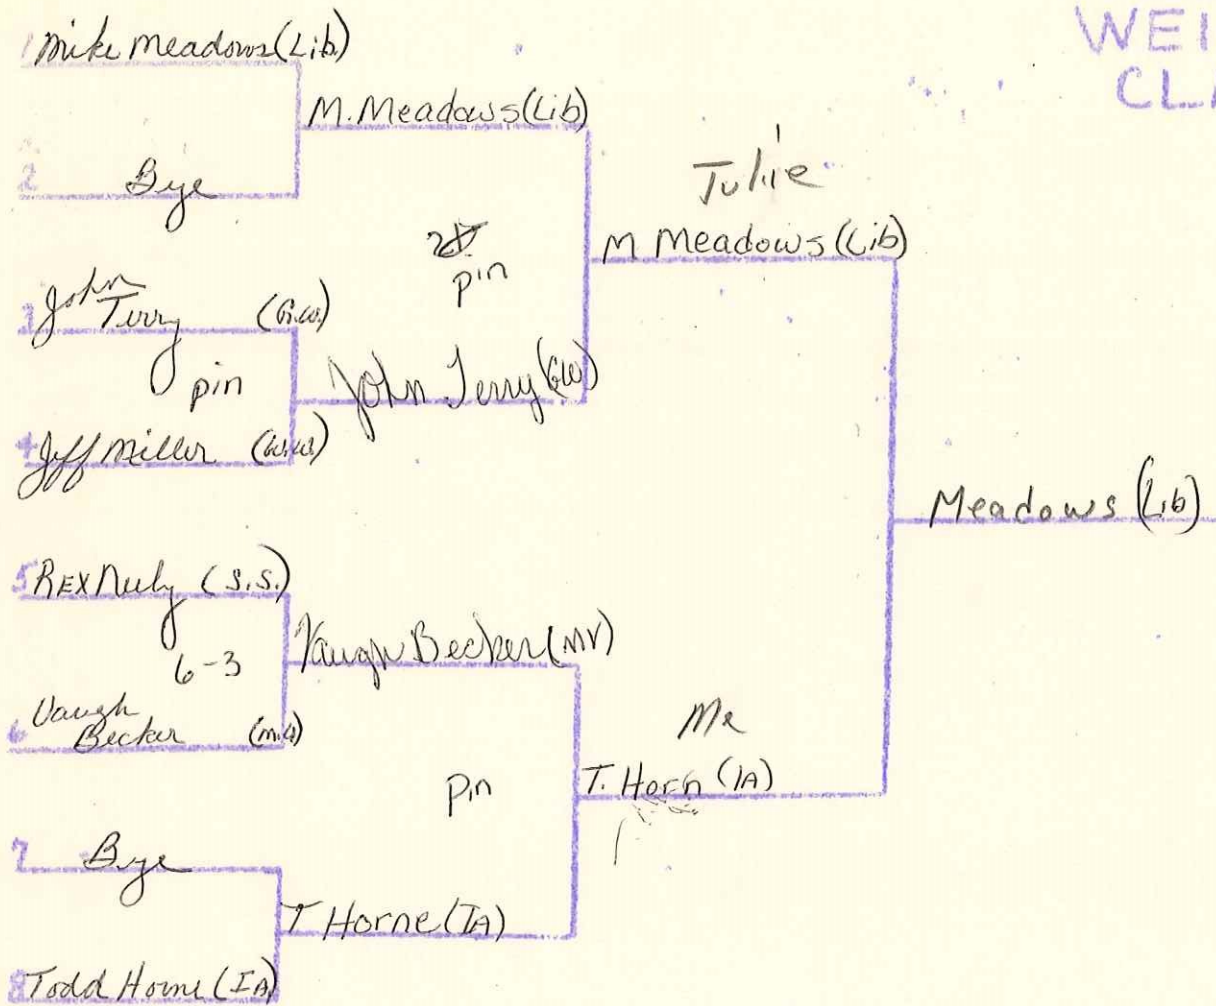 WEI
CLA
1 Mike Meadows (Lib)
M. Meadows (Lib)
2 Bye
Julie
M Meadows (Lib)
pin
3 John
Terry (G.W.)
pin
John Terry (GW)
4 Jeff Miller (W.W.)
Meadows (Lib)
5 REX Neely (S.S.)
6-3
Vaugh Becker (MV)
6 Vaugh
Becker
Me
T. Horn (IA)
pin
7 Bye
T Horne (IA)
8 Todd Horne (IA)